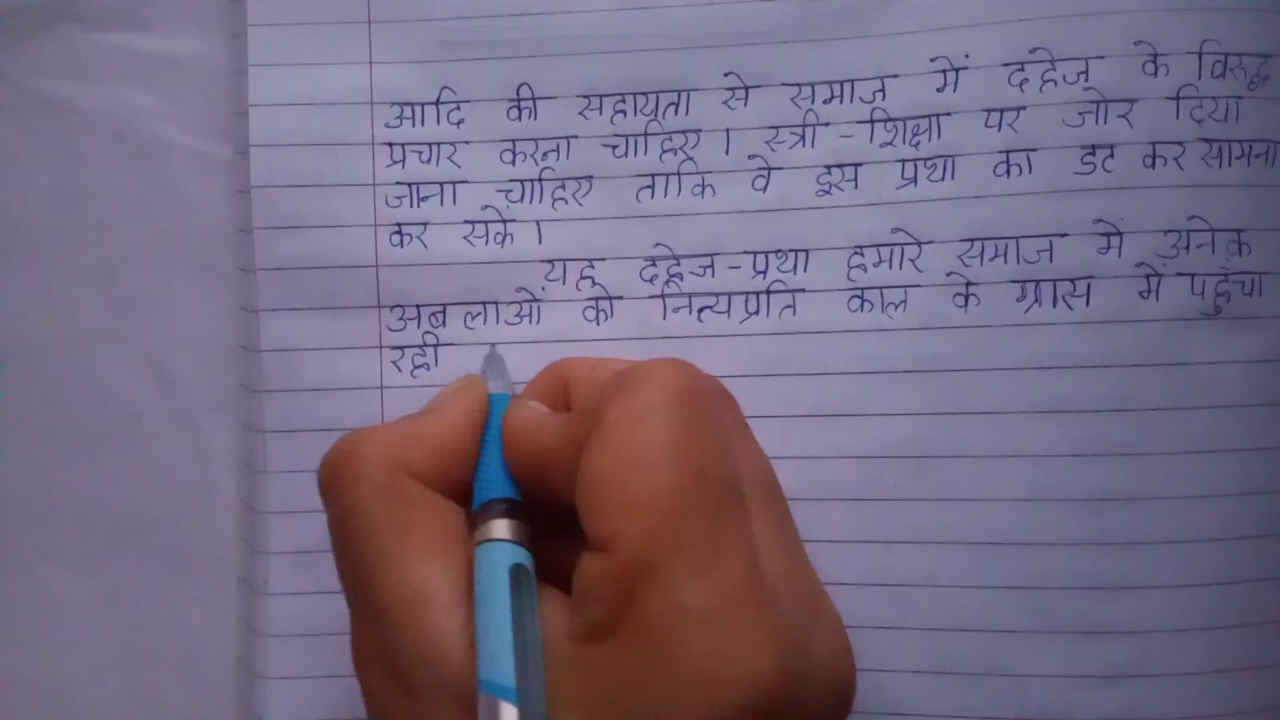 आदि की सहायता से समाज में दहेज के विरुद्ध
प्रचार करना चाहिए। स्त्री-शिक्षा पर जोर दिया
जाना चाहिए ताकि वे इस प्रथा का डट कर सामना
कर सकें।
यह दहेज-प्रथा हमारे समाज में अनेक
अबलाओं को नित्यप्रति काल के ग्रास में पहुंचा
रही